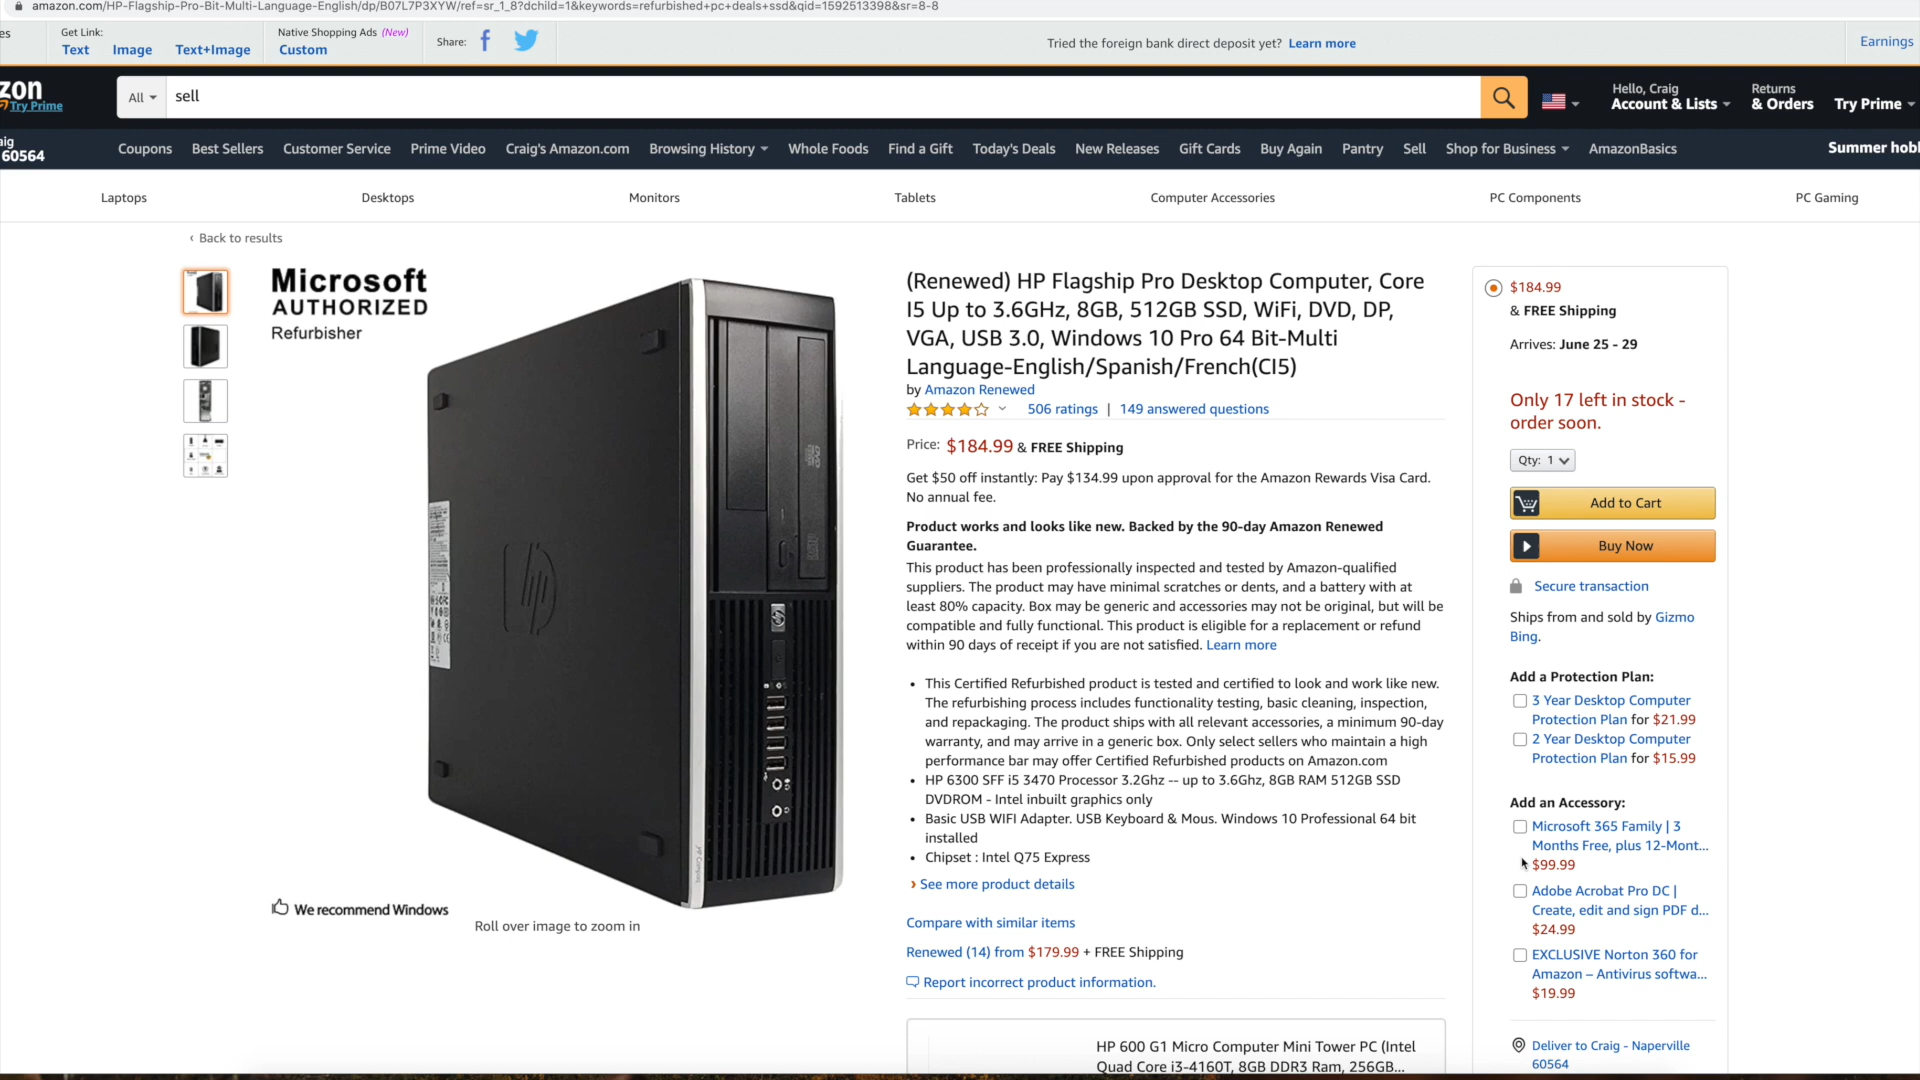 amazon.com/HP-Flagship-Pro-Bit-Multi-Language-English/dp/B07L7P3XYW/ref=sr_1_8?dchild=1&keywords=refurbished+pc+deals+ssd&qid=1592513398&sr=8-8
es
Get Link:
Text Image Text+Image
Native Shopping Ads (New)
Custom
Share:
Tried the foreign bank direct deposit yet? Learn more
Earnings
zon
Try Prime
All
sell
Hello, Craig
Account & Lists
Returns
& Orders
Try Prime
aig
60564
Coupons Best Sellers Customer Service Prime Video Craig's Amazon.com Browsing History Whole Foods Find a Gift Today's Deals New Releases Gift Cards Buy Again Pantry Sell Shop for Business AmazonBasics
Summer hobb
Laptops Desktops Monitors Tablets Computer Accessories PC Components PC Gaming
‹ Back to results
Microsoft
AUTHORIZED
Refurbisher
hp
We recommend Windows
Roll over image to zoom in
(Renewed) HP Flagship Pro Desktop Computer, Core
I5 Up to 3.6GHz, 8GB, 512GB SSD, WiFi, DVD, DP,
VGA, USB 3.0, Windows 10 Pro 64 Bit-Multi
Language-English/Spanish/French(CI5)
by Amazon Renewed
506 ratings | 149 answered questions
Price: $184.99 & FREE Shipping
Get $50 off instantly: Pay $134.99 upon approval for the Amazon Rewards Visa Card.
No annual fee.
Product works and looks like new. Backed by the 90-day Amazon Renewed
Guarantee.
This product has been professionally inspected and tested by Amazon-qualified
suppliers. The product may have minimal scratches or dents, and a battery with at
least 80% capacity. Box may be generic and accessories may not be original, but will be
compatible and fully functional. This product is eligible for a replacement or refund
within 90 days of receipt if you are not satisfied. Learn more
• This Certified Refurbished product is tested and certified to look and work like new.
The refurbishing process includes functionality testing, basic cleaning, inspection,
and repackaging. The product ships with all relevant accessories, a minimum 90-day
warranty, and may arrive in a generic box. Only select sellers who maintain a high
performance bar may offer Certified Refurbished products on Amazon.com
• HP 6300 SFF i5 3470 Processor 3.2Ghz -- up to 3.6Ghz, 8GB RAM 512GB SSD
DVDROM - Intel inbuilt graphics only
• Basic USB WIFI Adapter. USB Keyboard & Mous. Windows 10 Professional 64 bit
installed
• Chipset : Intel Q75 Express
› See more product details
Compare with similar items
Renewed (14) from $179.99 + FREE Shipping
Report incorrect product information.
HP 600 G1 Micro Computer Mini Tower PC (Intel
Quad Core i3-4160T, 8GB DDR3 Ram, 256GB...
$184.99
& FREE Shipping
Arrives: June 25 - 29
Only 17 left in stock -
order soon.
Qty: 1
Add to Cart
Buy Now
Secure transaction
Ships from and sold by Gizmo
Bing.
Add a Protection Plan:
3 Year Desktop Computer
Protection Plan for $21.99
2 Year Desktop Computer
Protection Plan for $15.99
Add an Accessory:
Microsoft 365 Family | 3
Months Free, plus 12-Mont...
$99.99
Adobe Acrobat Pro DC |
Create, edit and sign PDF d...
$24.99
EXCLUSIVE Norton 360 for
Amazon – Antivirus softwa...
$19.99
Deliver to Craig - Naperville
60564